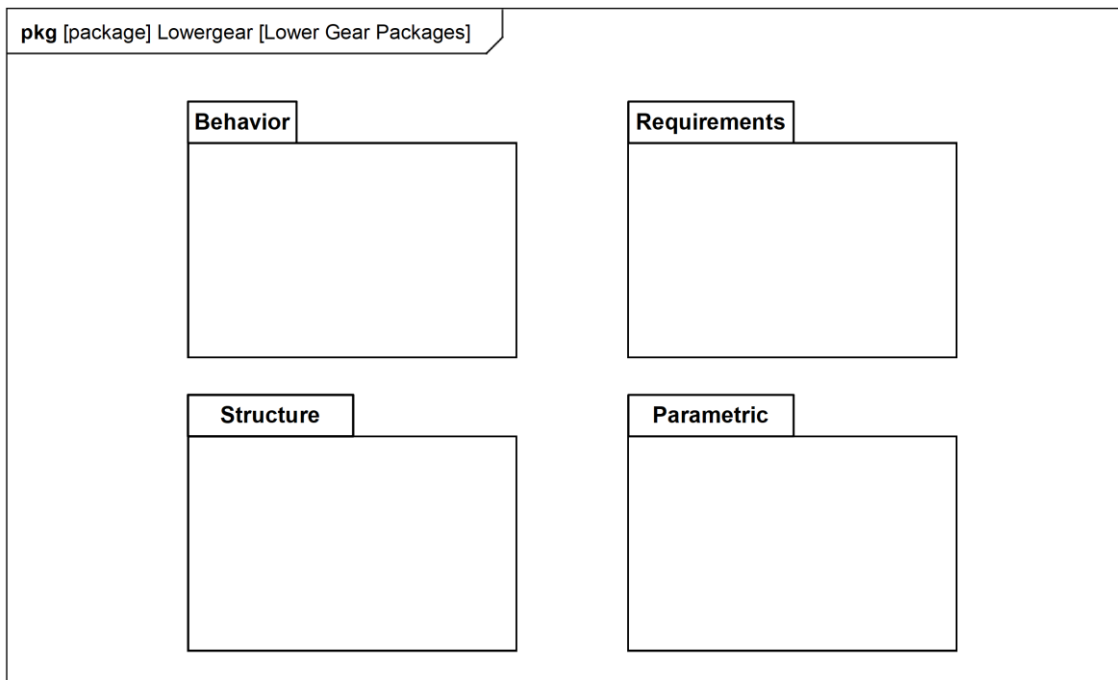 pkg [package] Lowergear [Lower Gear Packages]
Behavior
Requirements
Structure
Parametric